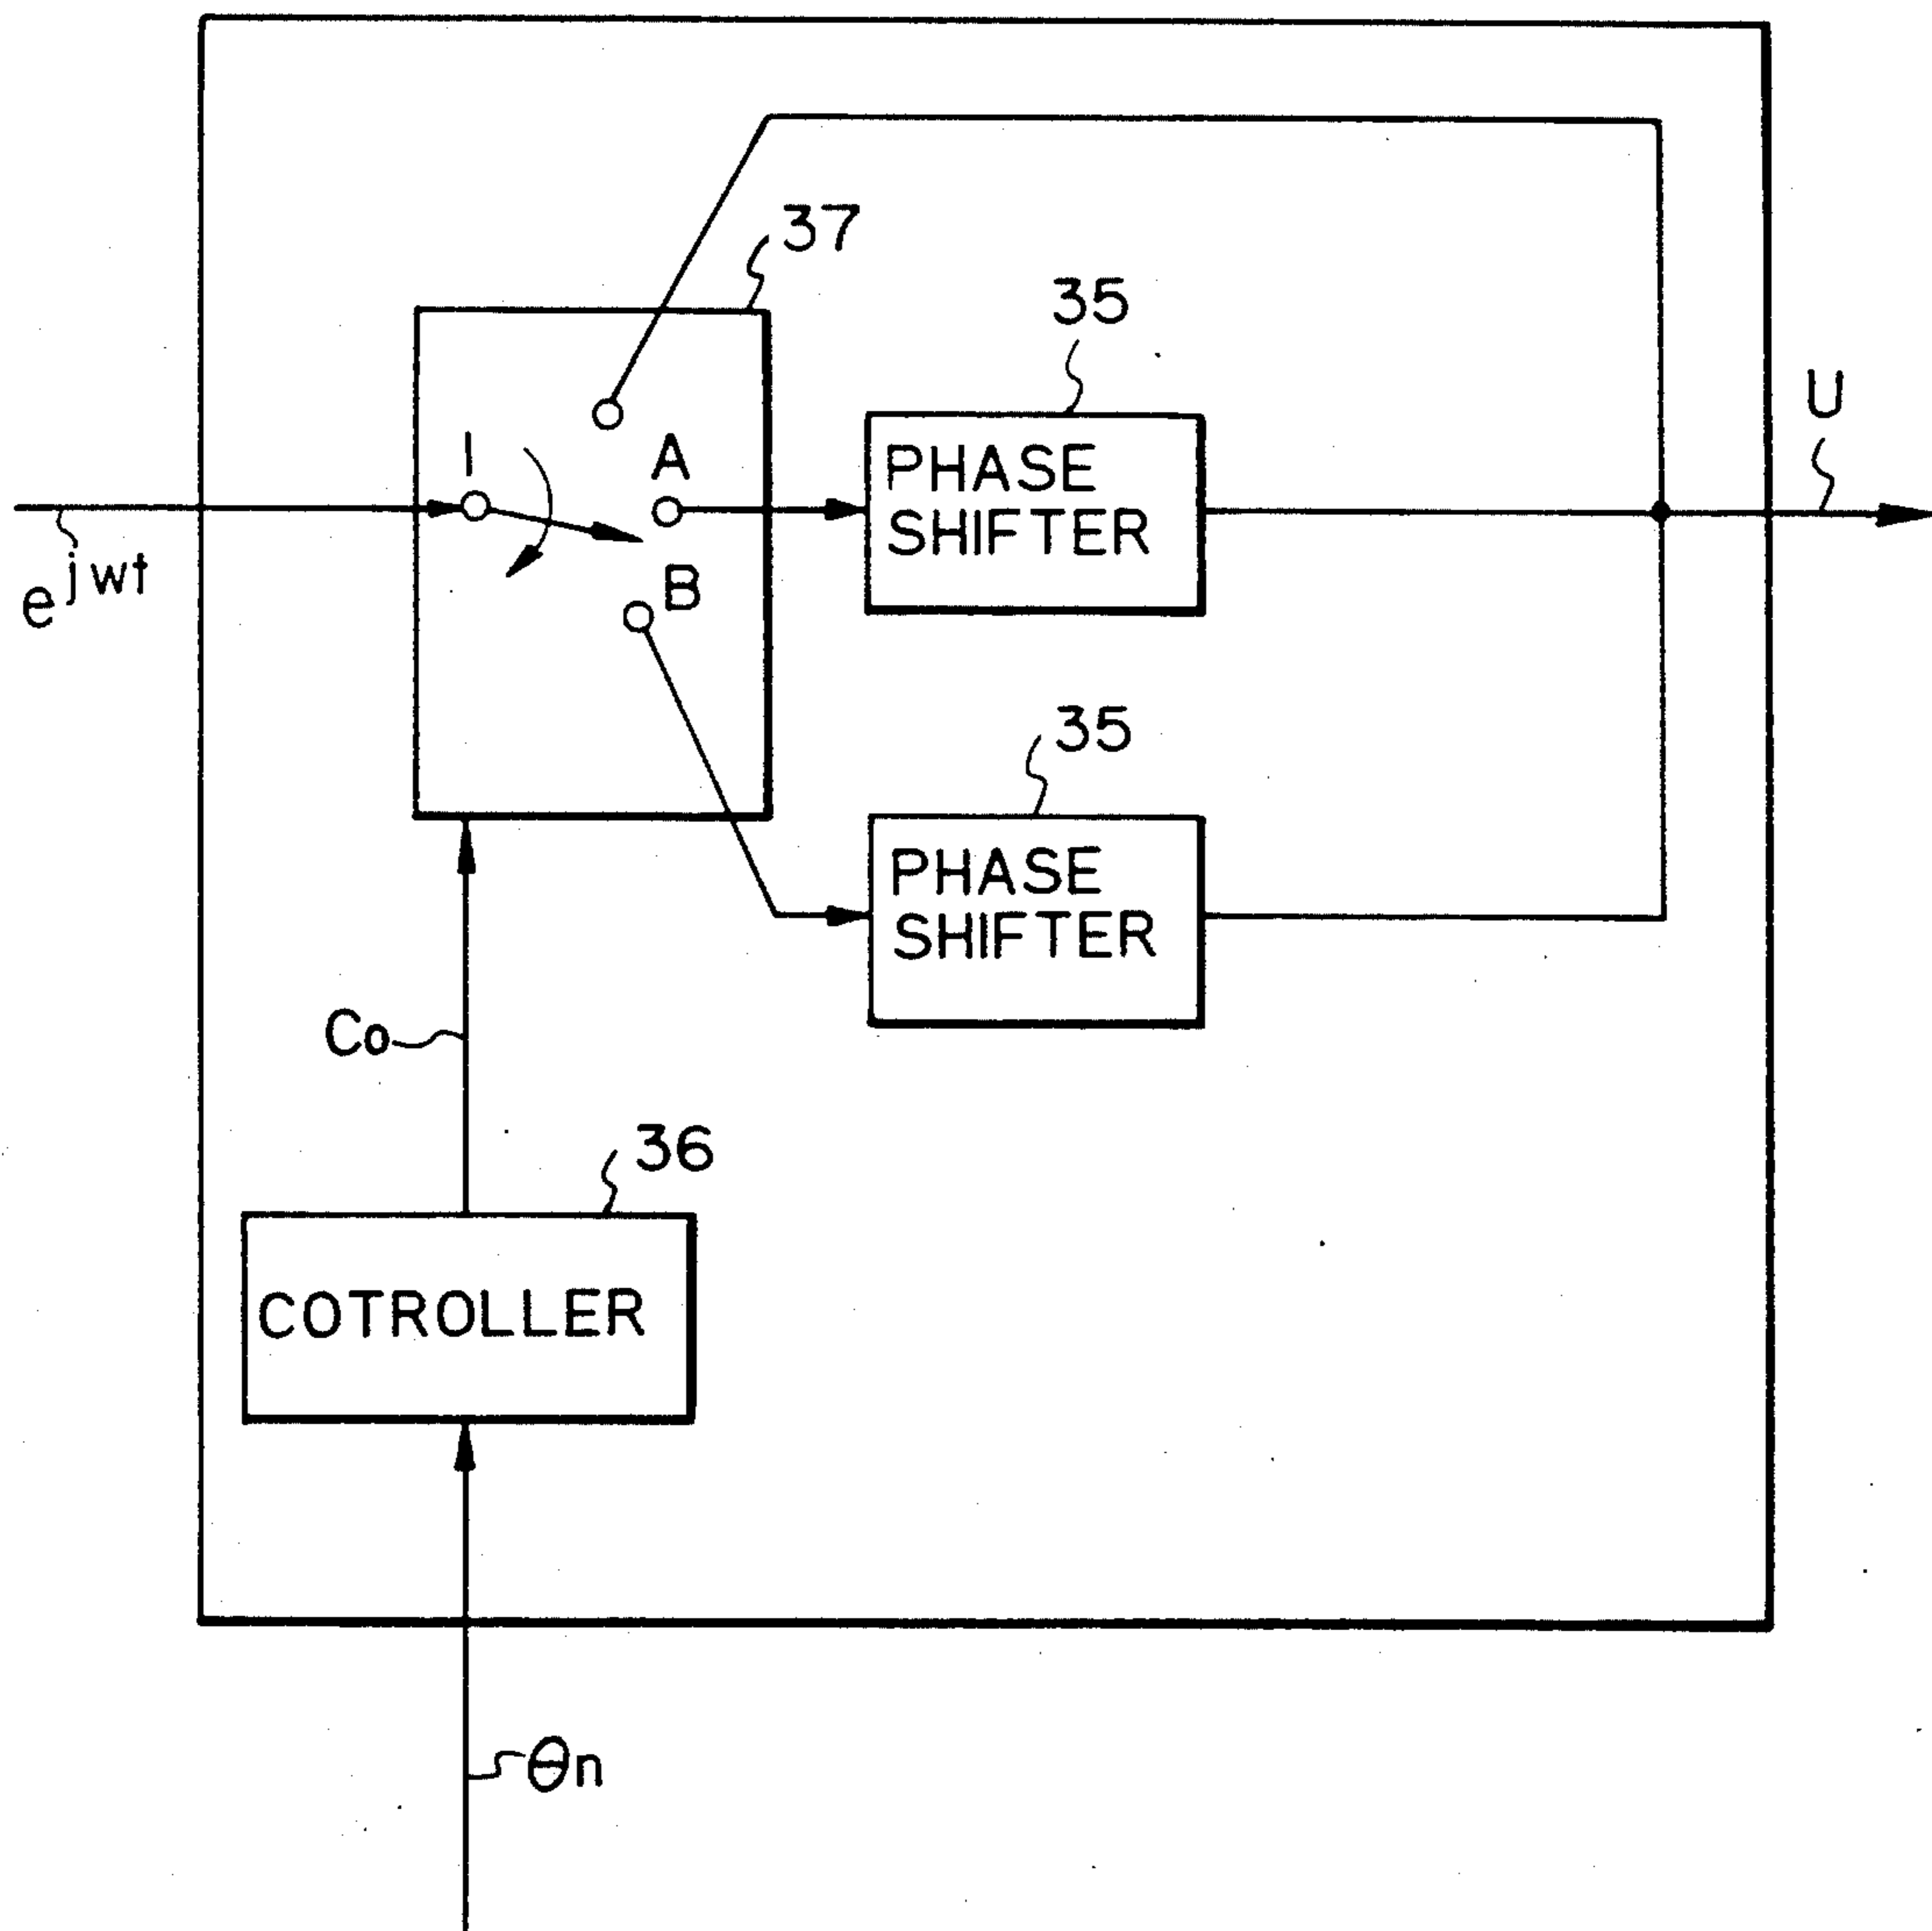 37
35
U
I
A
PHASE
SHIFTER
e^jwt
B
35
PHASE
SHIFTER
Co
36
COTROLLER
θn